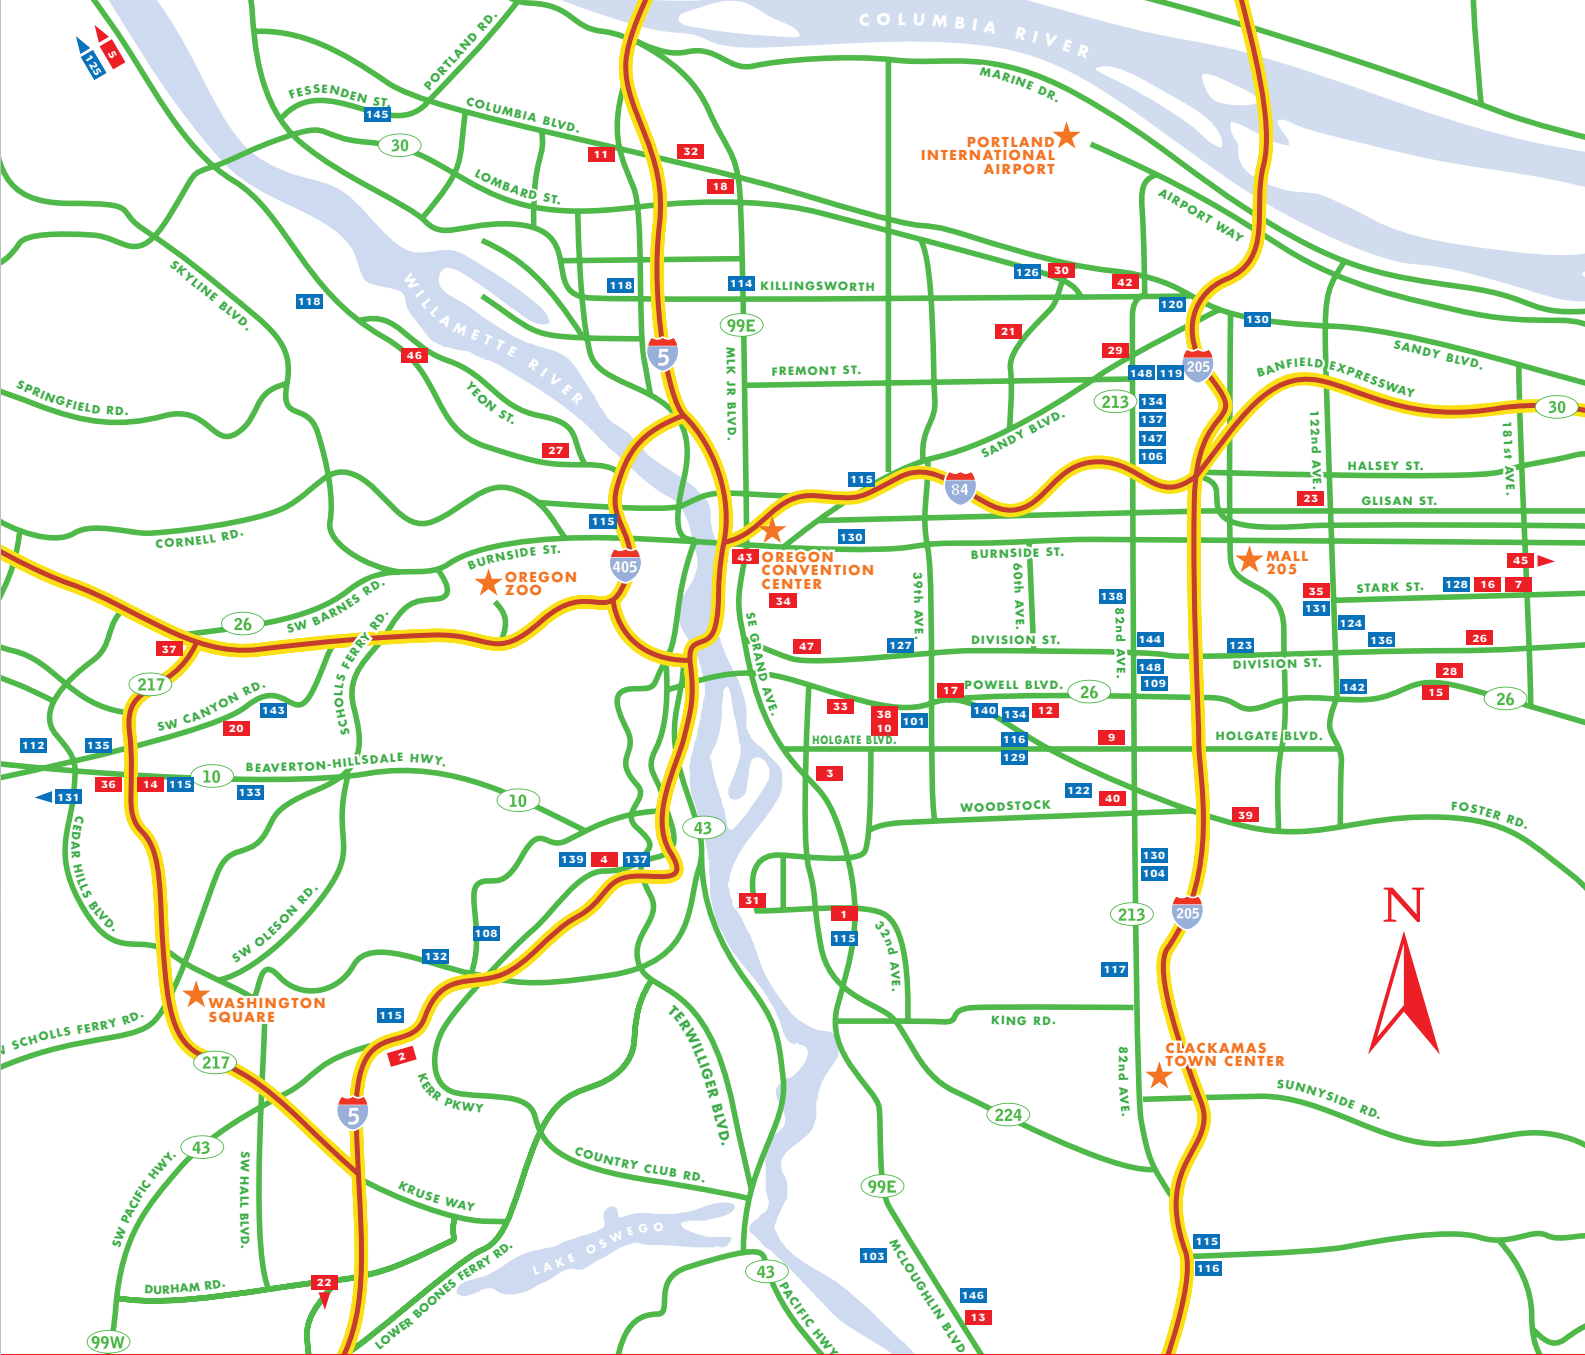 COLUMBIA RIVER
PORTLAND RD.
5
125
MARINE DR.
FESSENDEN ST.
145
COLUMBIA BLVD.
PORTLAND
INTERNATIONAL
AIRPORT
30
11
32
18
LOMBARD ST.
AIRPORT WAY
SKYLINE BLVD.
118
118
114
KILLINGSWORTH
126
30
42
120
130
WILLAMETTE RIVER
99E
21
29
5
46
MLK JR BLVD.
FREMONT ST.
148
119
205
SANDY BLVD.
BANFIELD EXPRESSWAY
SPRINGFIELD RD.
YEON ST.
213
134
137
147
106
30
SANDY BLVD.
122nd AVE.
181st AVE.
27
HALSEY ST.
115
84
23
GLISAN ST.
CORNELL RD.
115
130
BURNSIDE ST.
405
43
OREGON
CONVENTION
CENTER
BURNSIDE ST.
MALL
205
45
OREGON
ZOO
34
39th AVE.
60th AVE.
138
35
131
STARK ST.
128
16
7
SW BARNES RD.
26
82nd AVE.
124
37
SCHOLLS FERRY RD.
SE GRAND AVE.
47
127
DIVISION ST.
144
123
136
26
DIVISION ST.
217
148
109
28
142
15
26
17
POWELL BLVD.
26
SW CANYON RD.
143
20
33
38
10
101
140
134
12
112
135
HOLGATE BLVD.
116
129
9
HOLGATE BLVD.
BEAVERTON-HILLSDALE HWY.
36
14
115
10
133
131
3
10
122
40
WOODSTOCK
39
FOSTER RD.
43
CEDAR HILLS BLVD.
139
4
137
130
104
31
1
115
N
SW OLESON RD.
108
132
32nd AVE.
213
205
117
WASHINGTON
SQUARE
115
2
W SCHOLLS FERRY RD.
TERWILLIGER BLVD.
KING RD.
217
82nd AVE.
CLACKAMAS
TOWN CENTER
KERR PKWY
5
224
SUNNYSIDE RD.
43
SW PACIFIC HWY.
SW HALL BLVD.
COUNTRY CLUB RD.
KRUSE WAY
99E
LAKE OSWEGO
115
116
103
MCLOUGHLIN BLVD
DURHAM RD.
22
LOWER BOONES FERRY RD.
43
PACIFIC HWY
146
13
99W